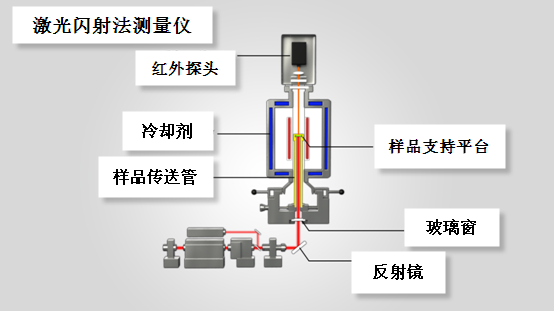 激光闪射法测量仪
红外探头
冷却剂
样品支持平台
样品传送管
玻璃窗
反射镜